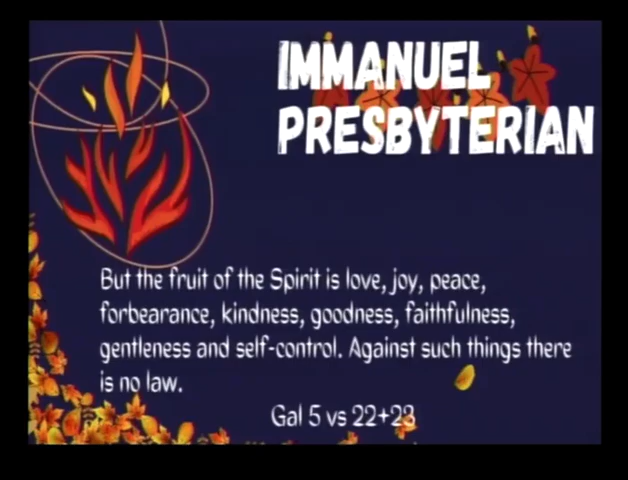 IMMANUEL
PRESBYTERIAN
But the fruit of the Spirit is love, joy, peace,
forbearance, kindness, goodness, faithfulness,
gentleness and self-control. Against such things there
is no law.
Gal 5 vs 22+23